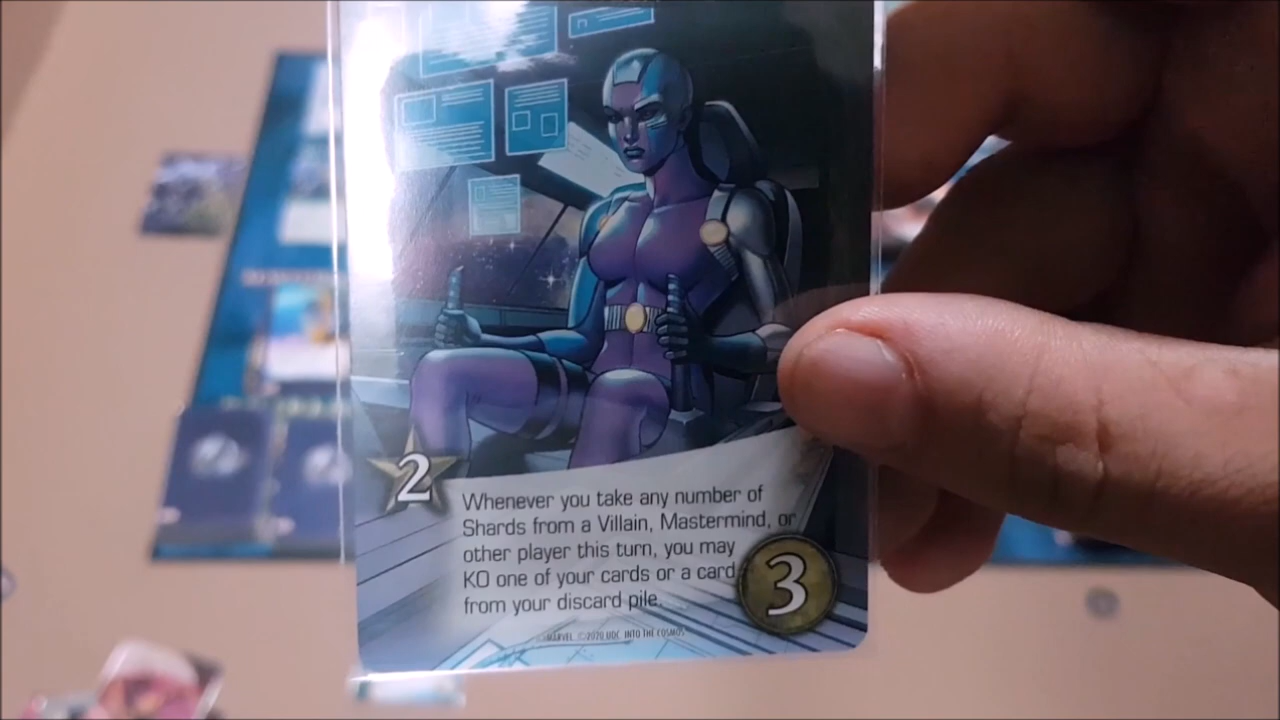 2
Whenever you take any number of
Shards from a Villain, Mastermind, or
other player this turn, you may
KO one of your cards or a card
from your discard pile.
3
©MARVEL ©2020 UDC INTO THE COSMOS